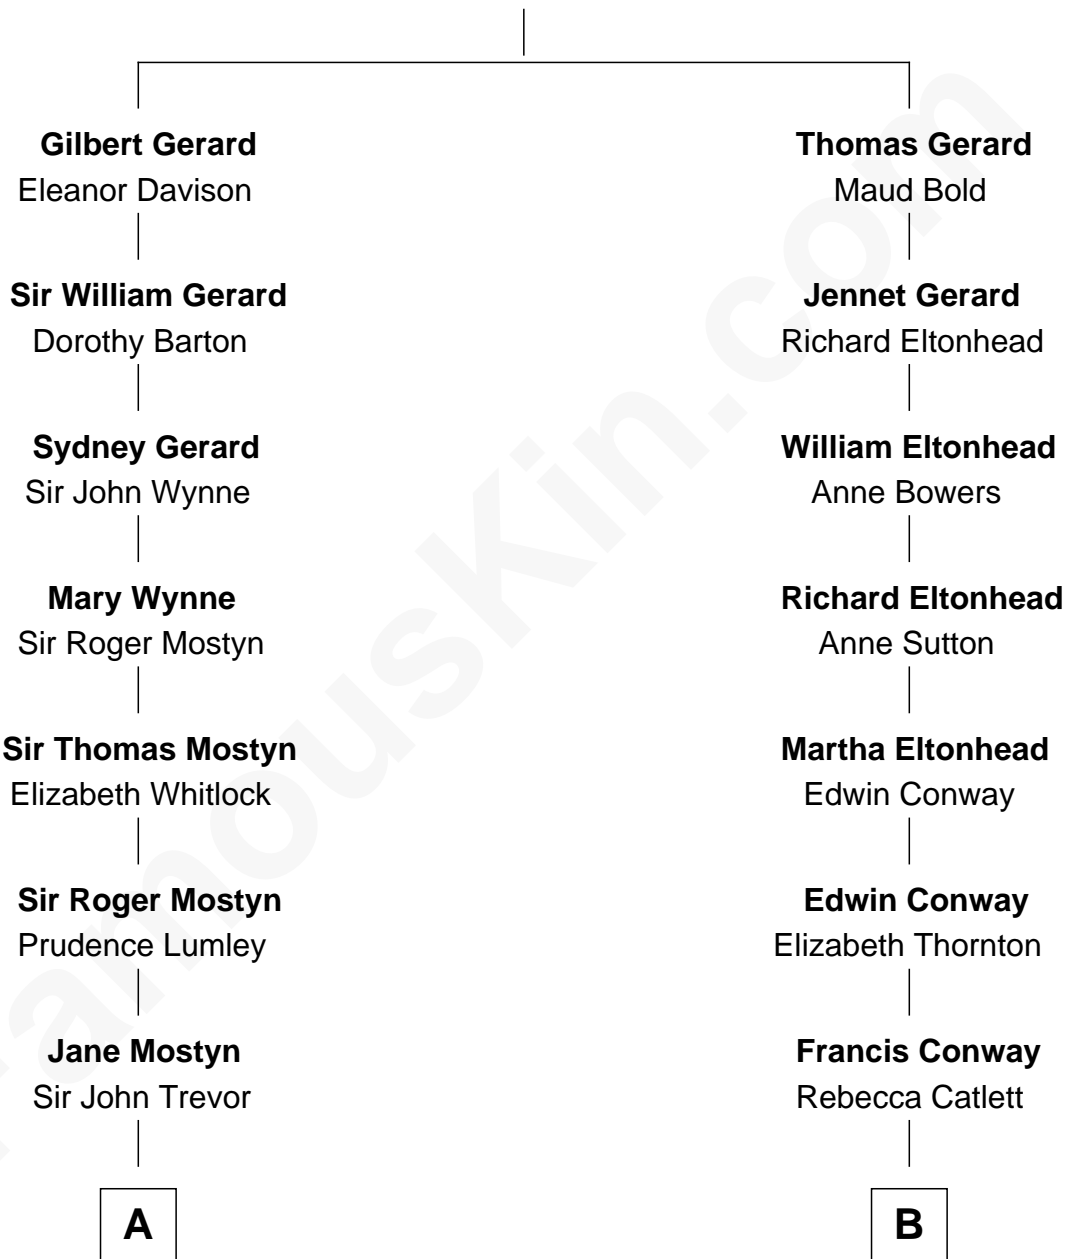 Gilbert Gerard
Eleanor Davison
Sir William Gerard
Dorothy Barton
Sydney Gerard
Sir John Wynne
Mary Wynne
Sir Roger Mostyn
Sir Thomas Mostyn
Elizabeth Whitlock
Sir Roger Mostyn
Prudence Lumley
Jane Mostyn
Sir John Trevor
A
Thomas Gerard
Maud Bold
Jennet Gerard
Richard Eltonhead
William Eltonhead
Anne Bowers
Richard Eltonhead
Anne Sutton
Martha Eltonhead
Edwin Conway
Edwin Conway
Elizabeth Thornton
Francis Conway
Rebecca Catlett
B
FamousKin.com